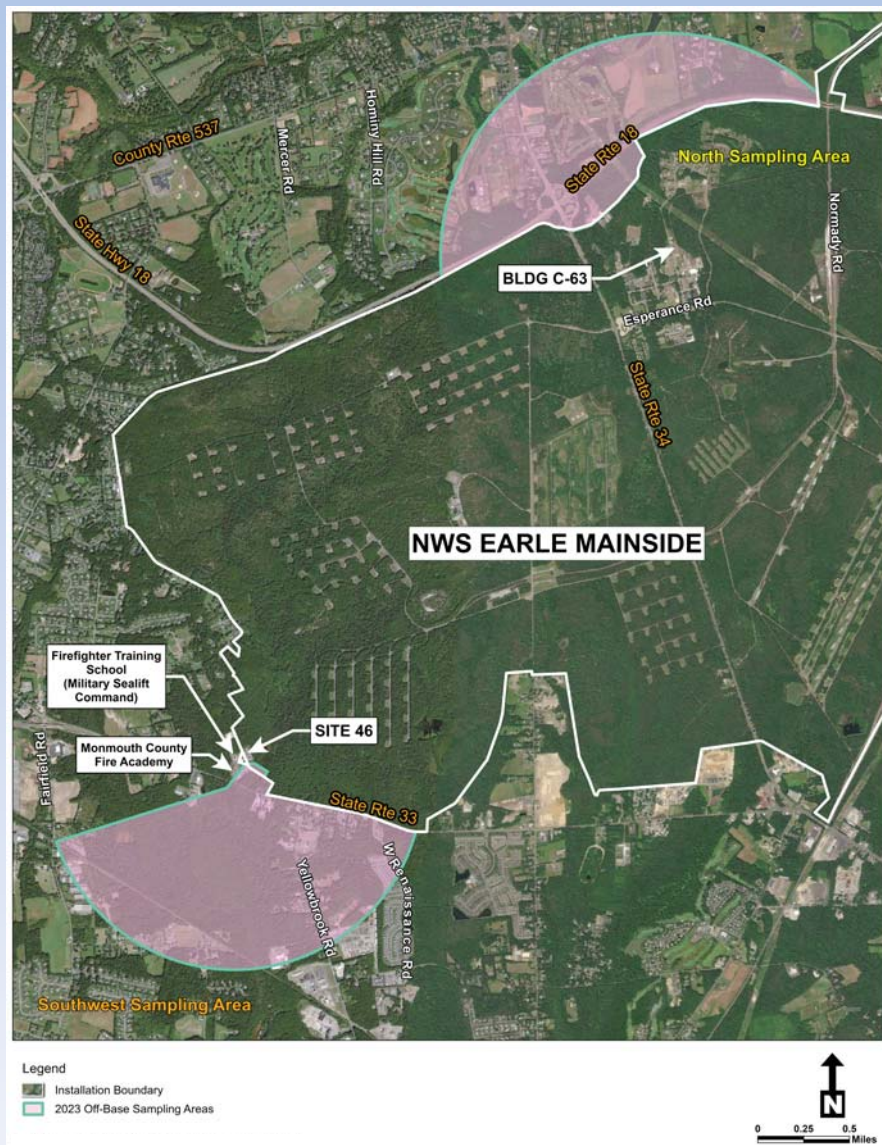 County Rte 537
Mercer Rd
Hominy Hill Rd
State Hwy 18
State Rte 18
North Sampling Area
Normady Rd
BLDG C-63
Esperance Rd
State Rte 34
NWS EARLE MAINSIDE
Firefighter Training
School
(Military Sealift
Command)
SITE 46
Monmouth County
Fire Academy
Fairfield Rd
State Rte 33
Yellowbrook Rd
W Renaissance Rd
Southwest Sampling Area
Legend
Installation Boundary
2023 Off-Base Sampling Areas
N
0 0.25 0.5
Miles